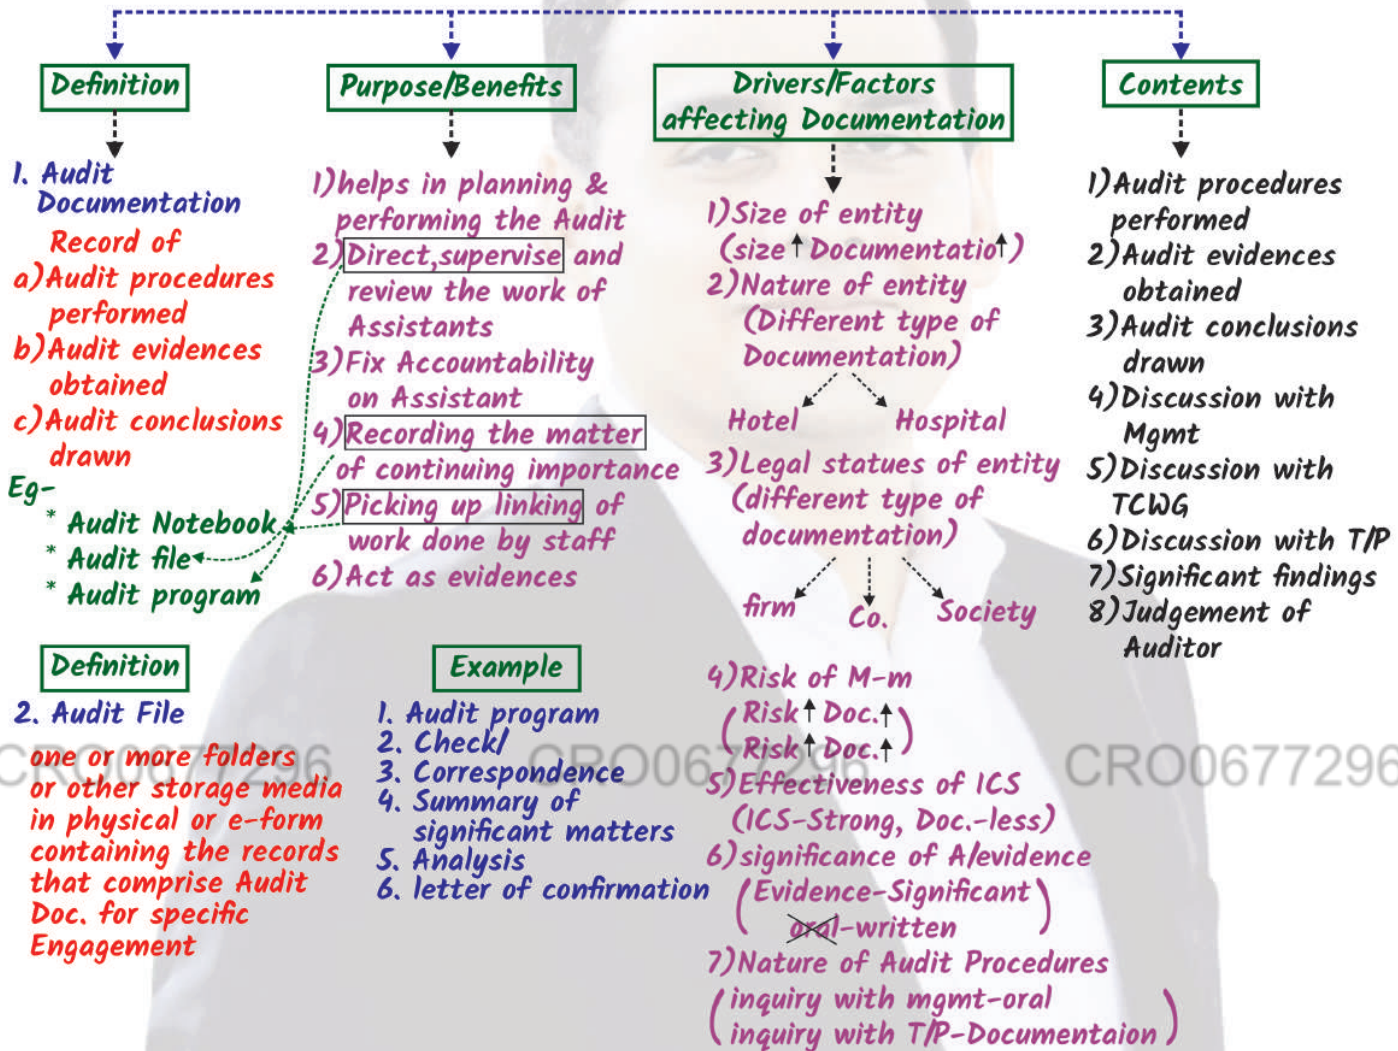 Definition
1. Audit
Documentation
Record of
a)Audit procedures
performed
b)Audit evidences
obtained
c)Audit conclusions
drawn
Eg-
* Audit Notebook
* Audit file
* Audit program
Definition
2. Audit File
one or more folders
or other storage media
in physical or e-form
containing the records
that comprise Audit
Doc. for specific
Engagement
Purpose/Benefits
1)helps in planning &
performing the Audit
2)Direct,supervise and
review the work of
Assistants
3)Fix Accountability
on Assistant
4)Recording the matter
of continuing importance
5)Picking up linking of
work done by staff
6)Act as evidences
Example
1. Audit program
2. Check/
3. Correspondence
4. Summary of
significant matters
5. Analysis
6. letter of confirmation
Drivers/Factors
affecting Documentation
1)Size of entity
(size ↑ Documentatio↑)
2)Nature of entity
(Different type of
Documentation)
Hotel Hospital
3)Legal statues of entity
(different type of
documentation)
firm Co. Society
4)Risk of M-m
(Risk ↑ Doc.↑
Risk ↑ Doc.↑)
5)Effectiveness of ICS
(ICS-Strong, Doc.-less)
6)significance of A/evidence
(Evidence-Significant
oral-written)
7)Nature of Audit Procedures
(inquiry with mgmt-oral
inquiry with T/P-Documentaion)
Contents
1)Audit procedures
performed
2)Audit evidences
obtained
3)Audit conclusions
drawn
4)Discussion with
Mgmt
5)Discussion with
TCWG
6)Discussion with T/P
7)Significant findings
8)Judgement of
Auditor
CRO0677296 CRO0677296 CRO0677296